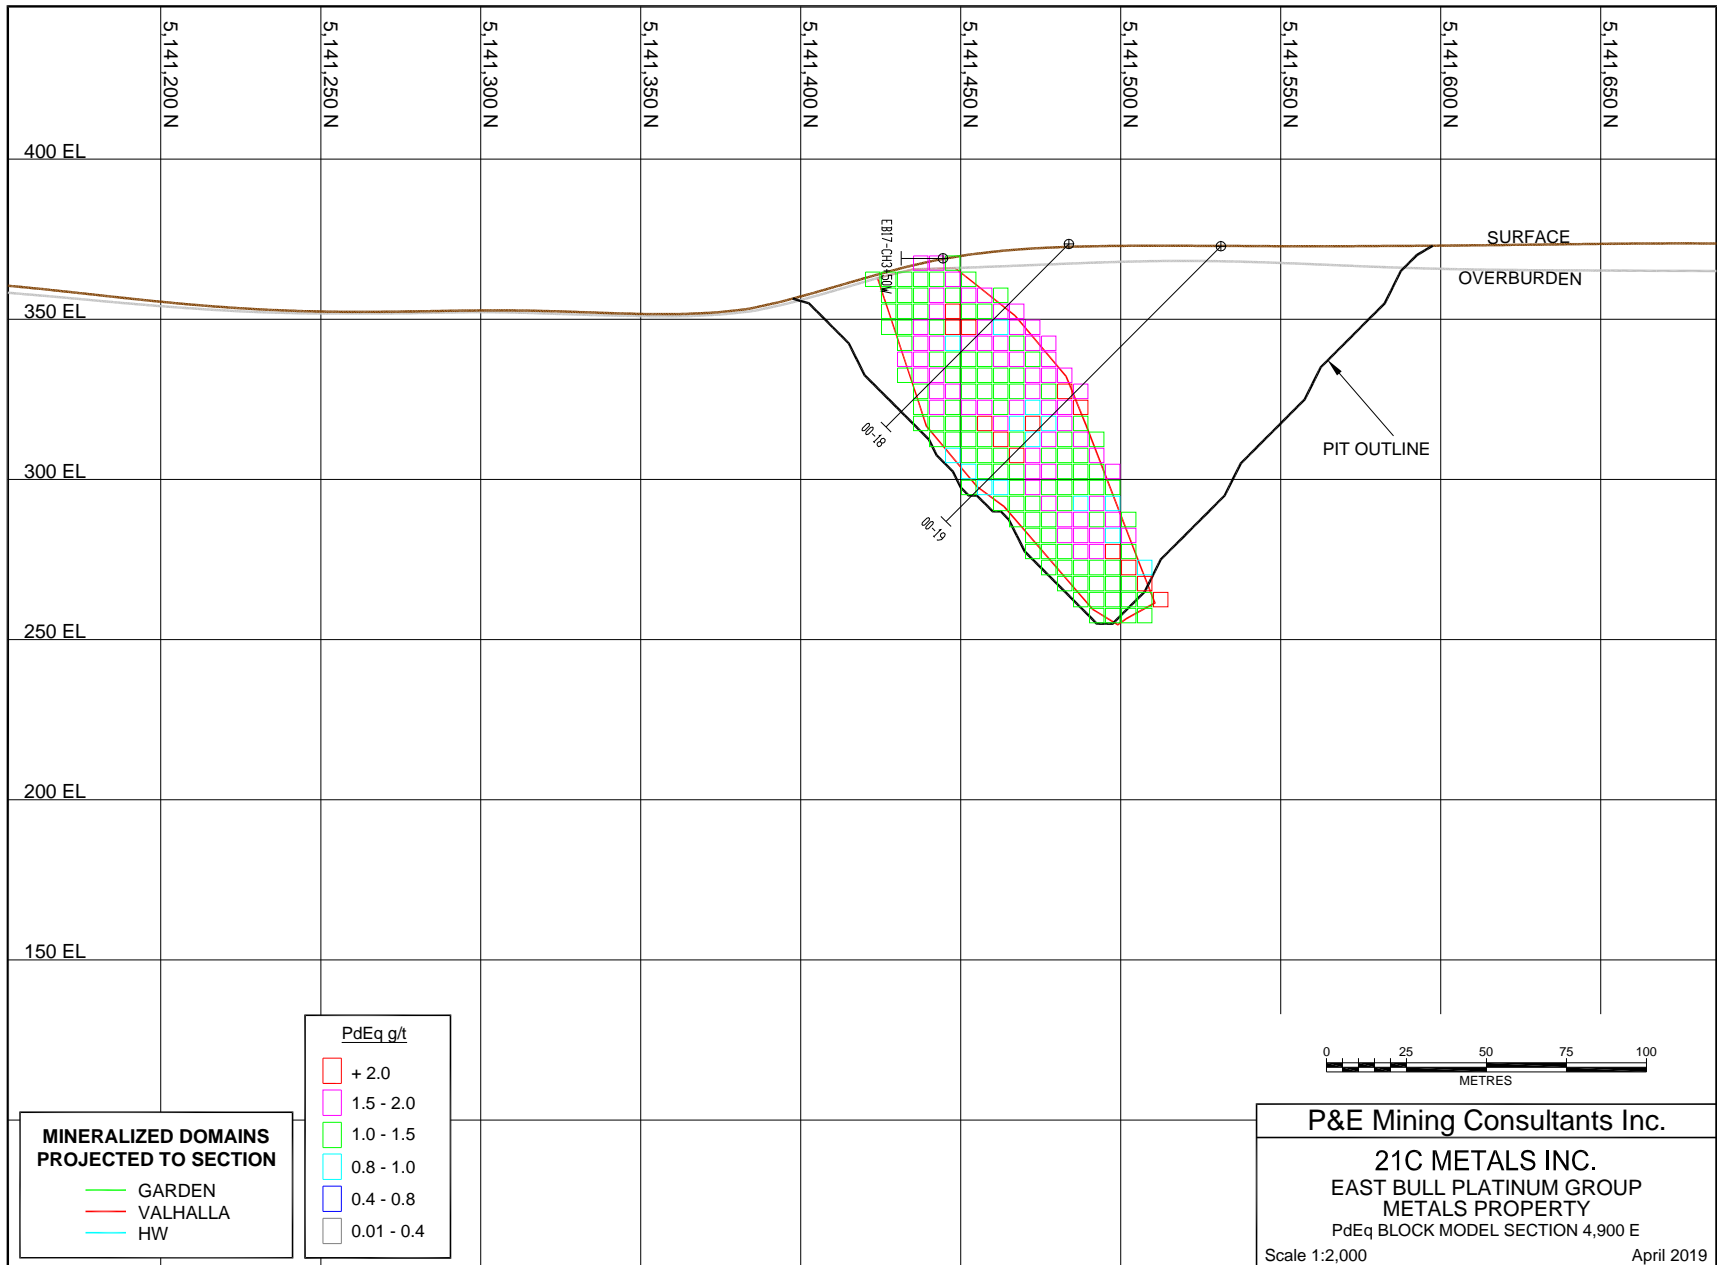 5,141,200 N
5,141,250 N
5,141,300 N
5,141,350 N
5,141,400 N
5,141,450 N
5,141,500 N
5,141,550 N
5,141,600 N
5,141,650 N
400 EL
350 EL
300 EL
250 EL
200 EL
150 EL
EB17-CH3+50W
SURFACE
OVERBURDEN
PIT OUTLINE
00-18
00-19
MINERALIZED DOMAINS
PROJECTED TO SECTION
GARDEN
VALHALLA
HW
PdEq g/t
+ 2.0
1.5 - 2.0
1.0 - 1.5
0.8 - 1.0
0.4 - 0.8
0.01 - 0.4
0 25 50 75 100
METRES
P&E Mining Consultants Inc.
21C METALS INC.
EAST BULL PLATINUM GROUP
METALS PROPERTY
PdEq BLOCK MODEL SECTION 4,900 E
Scale 1:2,000 April 2019